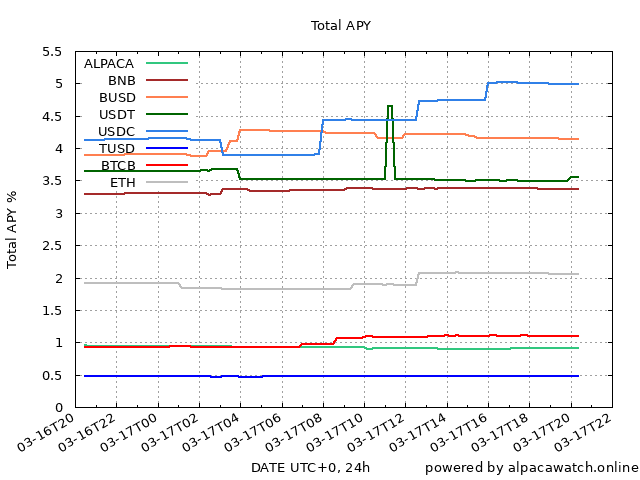 Total APY
Total APY %
5.5
5
4.5
4
3.5
3
2.5
2
1.5
1
0.5
0
ALPACA
BNB
BUSD
USDT
USDC
TUSD
BTCB
ETH
03-16T20
03-16T22
03-17T00
03-17T02
03-17T04
03-17T06
03-17T08
03-17T10
03-17T12
03-17T14
03-17T16
03-17T18
03-17T20
03-17T22
DATE UTC+0, 24h
powered by alpacawatch.online